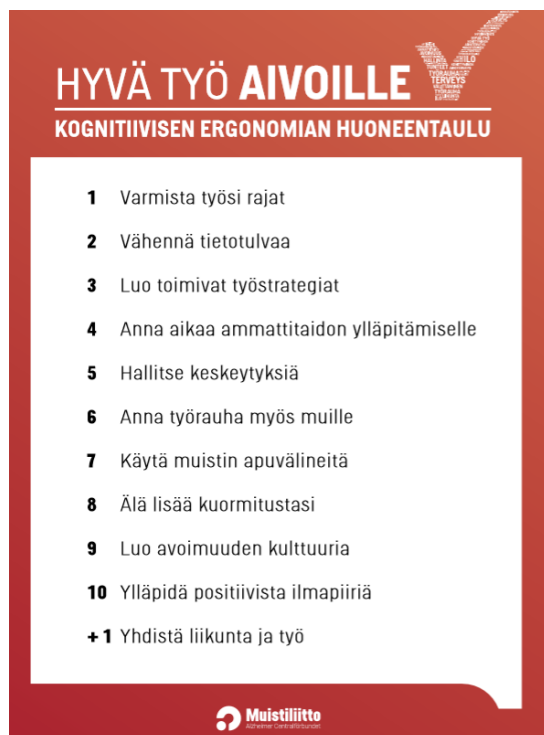 HYVÄ TYÖ AIVOILLE
KOGNITIIVISEN ERGONOMIAN HUONEENTAULU
1 Varmista työsi rajat
2 Vähennä tietotulvaa
3 Luo toimivat työstrategiat
4 Anna aikaa ammattitaidon ylläpitämiselle
5 Hallitse keskeytyksiä
6 Anna työrauha myös muille
7 Käytä muistin apuvälineitä
8 Älä lisää kuormitustasi
9 Luo avoimuuden kulttuuria
10 Ylläpidä positiivista ilmapiiriä
+1 Yhdistä liikunta ja työ
Muistiliitto
Alzheimer Centralförbundet